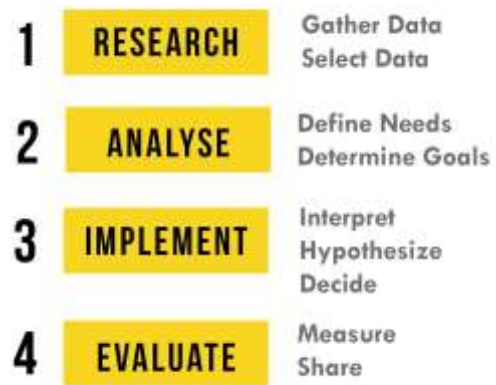 1 RESEARCH
Gather Data
Select Data
2 ANALYSE
Define Needs
Determine Goals
3 IMPLEMENT
Interpret
Hypothesize
Decide
4 EVALUATE
Measure
Share